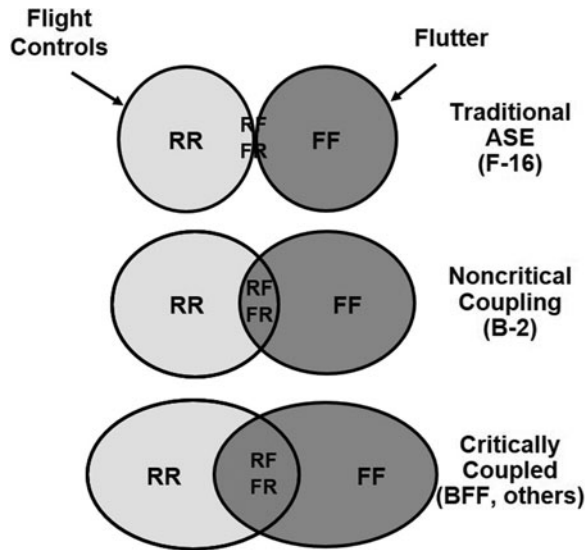 Flight
Controls
Flutter
RR
RF
FR
FF
Traditional
ASE
(F-16)
RR
RF
FR
FF
Noncritical
Coupling
(B-2)
RR
RF
FR
FF
Critically
Coupled
(BFF, others)